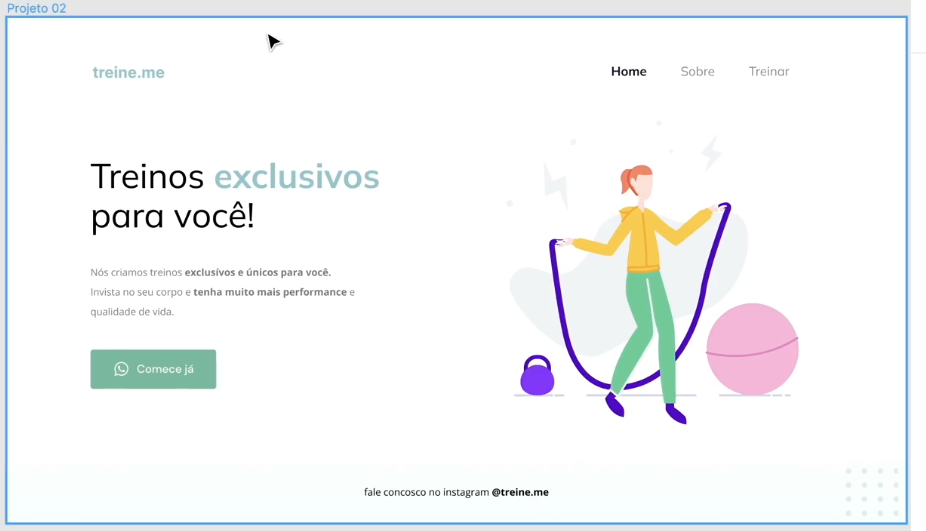 Projeto 02
treine.me
Home Sobre Treinar
Treinos exclusivos
para você!
Nós criamos treinos exclusívos e únicos para você.
Invista no seu corpo e tenha muito mais performance e
qualidade de vida.
Comece já
fale concosco no instagram @treine.me